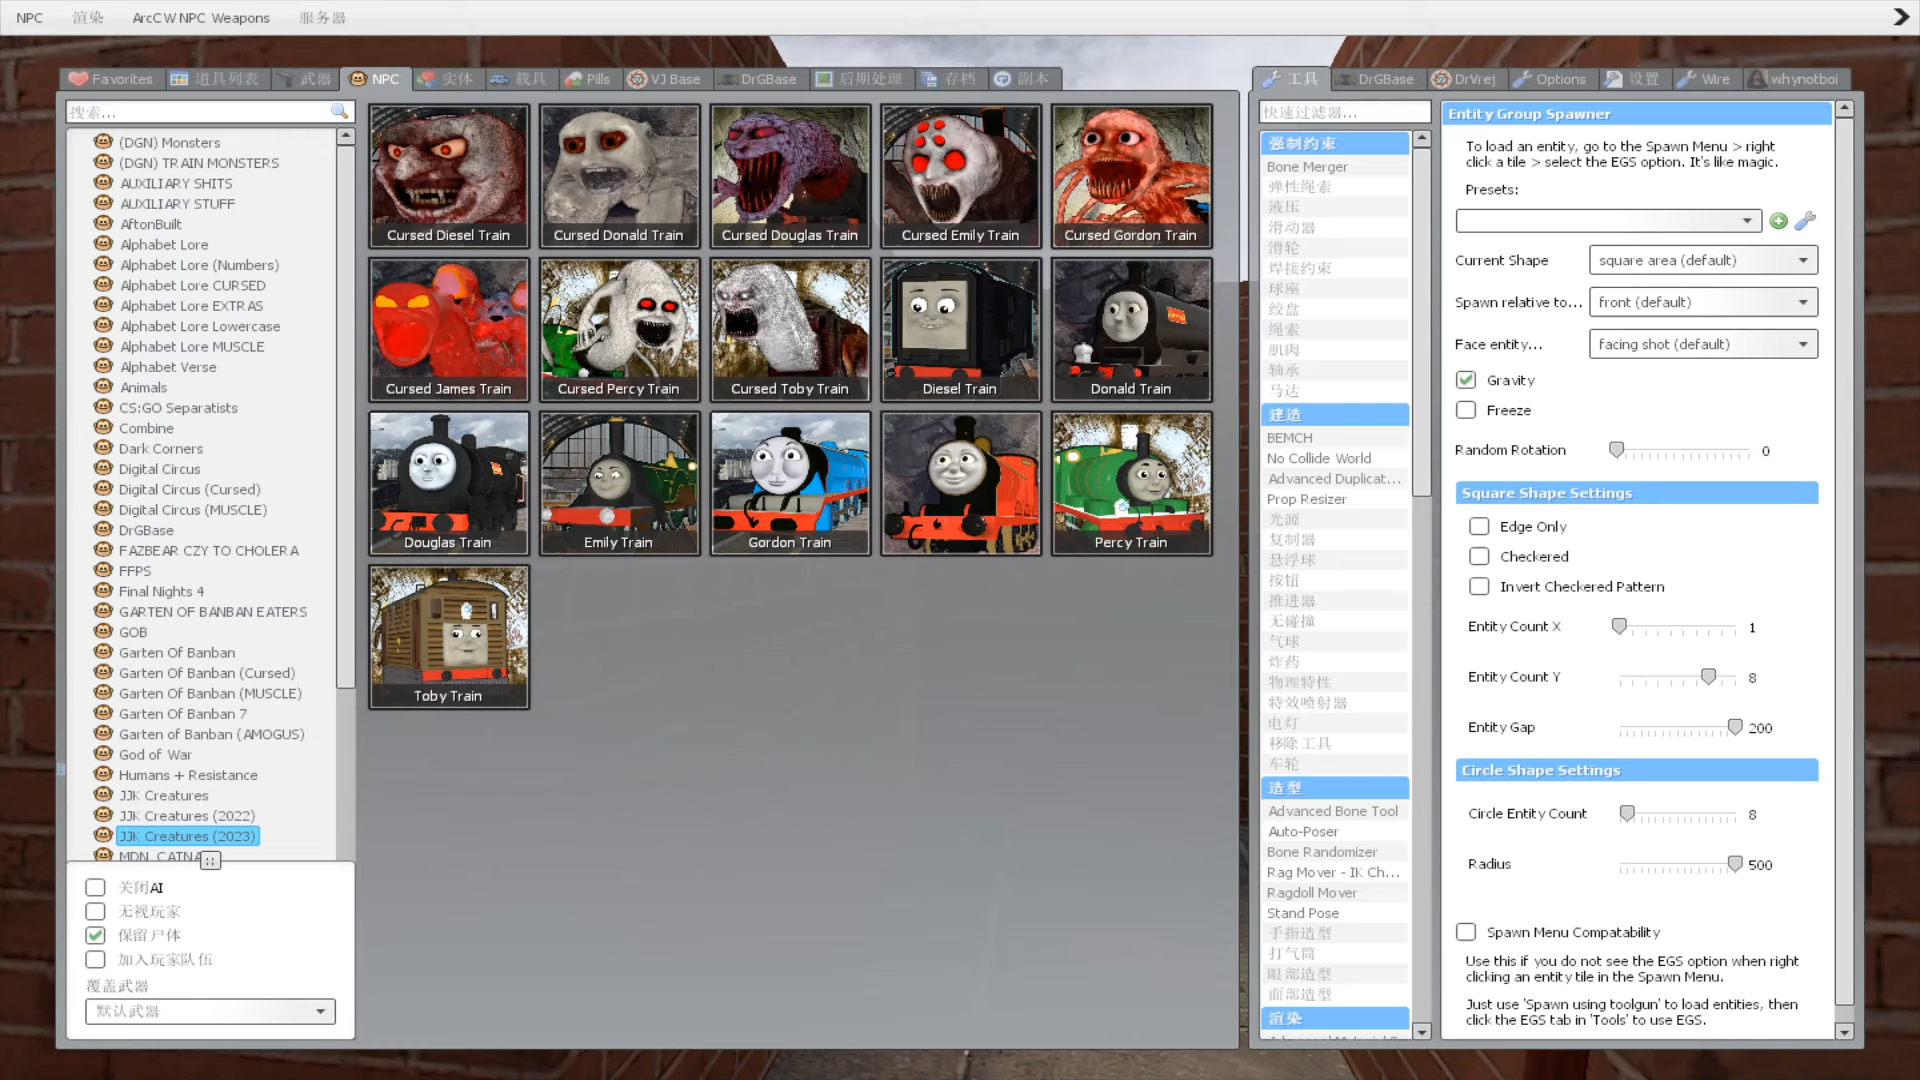 NPC 渲染 ArcCW NPC Weapons 服务器
Favorites 道具列表 武器 NPC 实体 载具 Pills VJ Base DrGBase 后期处理 存档 副本
搜索...
(DGN) Monsters
(DGN) TRAIN MONSTERS
AUXILIARY SHITS
AUXILIARY STUFF
AftonBuilt
Alphabet Lore
Alphabet Lore (Numbers)
Alphabet Lore CURSED
Alphabet Lore EXTRAS
Alphabet Lore Lowercase
Alphabet Lore MUSCLE
Alphabet Verse
Animals
CS:GO Separatists
Combine
Dark Corners
Digital Circus
Digital Circus (Cursed)
Digital Circus (MUSCLE)
DrGBase
FAZBEAR CZY TO CHOLERA
FFPS
Final Nights 4
GARTEN OF BANBAN EATERS
GOB
Garten Of Banban
Garten Of Banban (Cursed)
Garten Of Banban (MUSCLE)
Garten Of Banban 7
Garten of Banban (AMOGUS)
God of War
Humans + Resistance
JJK Creatures
JJK Creatures (2022)
JJK Creatures (2023)
关闭AI
无视玩家
保留尸体
加入玩家队伍
覆盖武器
默认武器
Cursed Diesel Train
Cursed Donald Train
Cursed Douglas Train
Cursed Emily Train
Cursed Gordon Train
Cursed James Train
Cursed Percy Train
Cursed Toby Train
Diesel Train
Donald Train
Douglas Train
Emily Train
Gordon Train
Percy Train
Toby Train
工具 DrGBase DrVrej Options 设置 Wire whynotboi
快速过滤器...
强制约束
Bone Merger
弹性绳索
液压
滑动器
滑轮
焊接约束
球座
绞盘
绳索
肌肉
轴承
马达
建造
BEMCH
No Collide World
Advanced Duplicat...
Prop Resizer
光源
复制器
悬浮球
按钮
推进器
无碰撞
气球
炸药
物理特性
特效喷射器
电灯
移除工具
车轮
造型
Advanced Bone Tool
Auto-Poser
Bone Randomizer
Rag Mover - IK Ch...
Ragdoll Mover
Stand Pose
手指造型
打气筒
眼部造型
面部造型
渲染
Entity Group Spawner
To load an entity, go to the Spawn Menu > right
click a tile > select the EGS option. It's like magic.
Presets:
Current Shape square area (default)
Spawn relative to... front (default)
Face entity... facing shot (default)
Gravity
Freeze
Random Rotation 0
Square Shape Settings
Edge Only
Checkered
Invert Checkered Pattern
Entity Count X 1
Entity Count Y 8
Entity Gap 200
Circle Shape Settings
Circle Entity Count 8
Radius 500
Spawn Menu Compatability
Use this if you do not see the EGS option when right
clicking an entity tile in the Spawn Menu.
Just use 'Spawn using toolgun' to load entities, then
click the EGS tab in 'Tools' to use EGS.